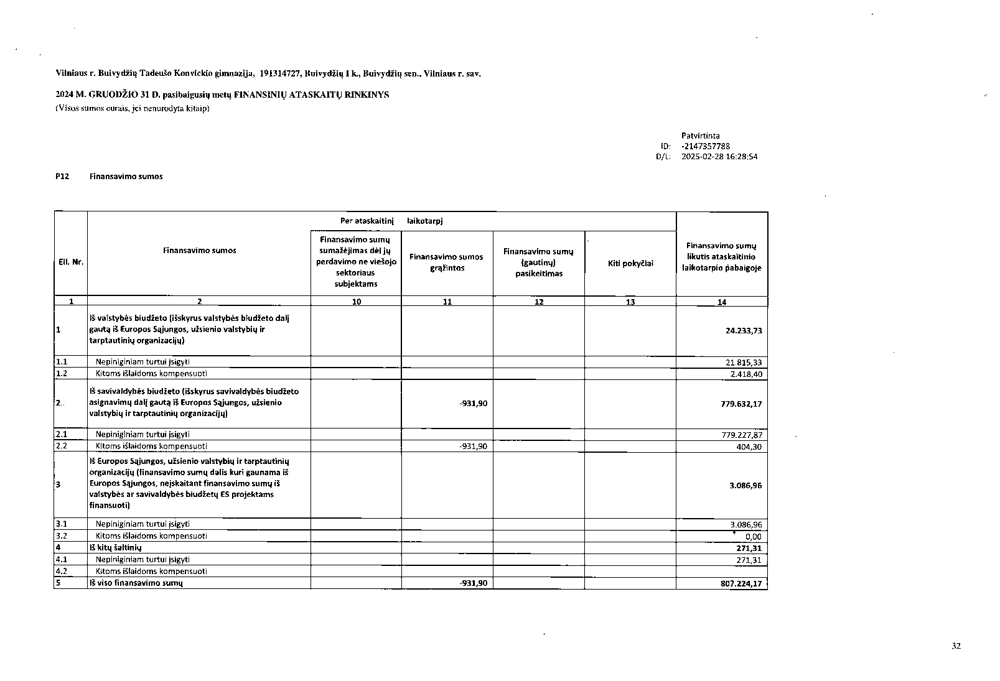 Vilniaus r. Buivydžių Tadeušo Konvickio gimnazija, 191314727, Buivydžių 1 k., Buivydžių sen., Vilniaus r. sav.
2024 M. GRUODŽIO 31 D. pasibaigusių metų FINANSINIŲ ATASKAITŲ RINKINYS
(Visos sumos eurais, jei nenurodyta kitaip)
Patvirtinta
ID: -2147357788
D/L: 2025-02-28 16:28:54
P12 Finansavimo sumos
Per ataskaitinį laikotarpį
Eil. Nr.
Finansavimo sumos
Finansavimo sumų
sumažėjimas dėl jų
perdavimo ne viešojo
sektoriaus
subjektams
Finansavimo sumos
grąžintos
Finansavimo sumų
(gautinų)
pasikeitimas
Kiti pokyčiai
Finansavimo sumų
likutis ataskaitinio
laikotarpio pabaigoje
1 2 10 11 12 13 14
Iš valstybės biudžeto (išskyrus valstybės biudžeto dalį
1 gautą iš Europos Sąjungos, užsienio valstybių ir 24.233,73
tarptautinių organizacijų)
1.1 Nepiniginiam turtui įsigyti 21.815,33
1.2 Kitoms išlaidoms kompensuoti 2.418,40
Iš savivaldybės biudžeto (išskyrus savivaldybės biudžeto
2. asignavimų dalį gautą iš Europos Sąjungos, užsienio -931,90 779.632,17
valstybių ir tarptautinių organizacijų)
2.1 Nepiniginiam turtui įsigyti 779.227,87
2.2 Kitoms išlaidoms kompensuoti -931,90 404,30
Iš Europos Sąjungos, užsienio valstybių ir tarptautinių
organizacijų (finansavimo sumų dalis kuri gaunama iš
3 Europos Sąjungos, neįskaitant finansavimo sumų iš 3.086,96
valstybės ar savivaldybės biudžetų ES projektams
finansuoti)
3.1 Nepiniginiam turtui įsigyti 3.086,96
3.2 Kitoms išlaidoms kompensuoti 0,00
4 Iš kitų šaltinių 271,31
4.1 Nepiniginiam turtui įsigyti 271,31
4.2 Kitoms išlaidoms kompensuoti
5 Iš viso finansavimo sumų -931,90 807.224,17
32